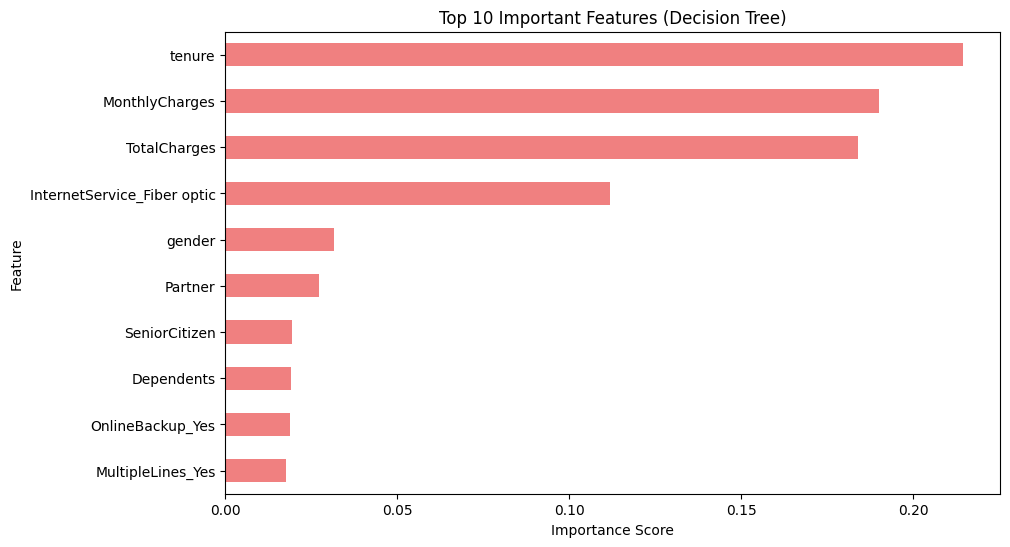 Top 10 Important Features (Decision Tree)
tenure
MonthlyCharges
TotalCharges
InternetService_Fiber optic
gender
Partner
SeniorCitizen
Dependents
OnlineBackup_Yes
MultipleLines_Yes
Feature
0.00 0.05 0.10 0.15 0.20
Importance Score